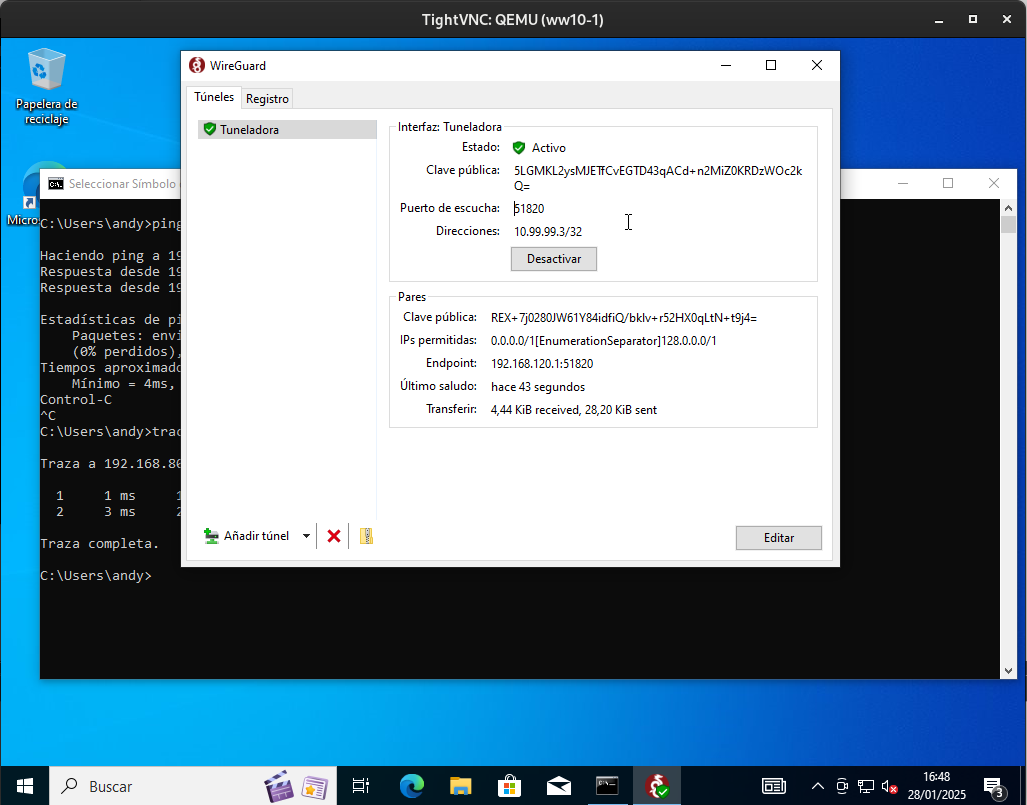 TightVNC: QEMU (ww10-1)
Papelera de
reciclaje
Micro
WireGuard
Túneles
Registro
Tuneladora
Interfaz: Tuneladora
Estado: Activo
Clave pública: 5LGMKL2ysMJETfCvEGTD43qACd+n2MiZ0KRDzWOc2k
Q=
Puerto de escucha: 51820
Direcciones: 10.99.99.3/32
Desactivar
Pares
Clave pública: REX+7j0280JW61Y84idfiQ/bkIv+r52HX0qLtN+t9j4=
IPs permitidas: 0.0.0.0/1[EnumerationSeparator]128.0.0.0/1
Endpoint: 192.168.120.1:51820
Último saludo: hace 43 segundos
Transferir: 4,44 KiB received, 28,20 KiB sent
Añadir túnel
Editar
Seleccionar Símbolo
C:\Users\andy>ping
Haciendo ping a 19
Respuesta desde 19
Respuesta desde 19
Estadísticas de pi
Paquetes: envi
(0% perdidos),
Tiempos aproximado
Mínimo = 4ms,
Control-C
^C
C:\Users\andy>trac
Traza a 192.168.80
1 1 ms 1
2 3 ms 2
Traza completa.
C:\Users\andy>
Buscar
16:48
28/01/2025
3